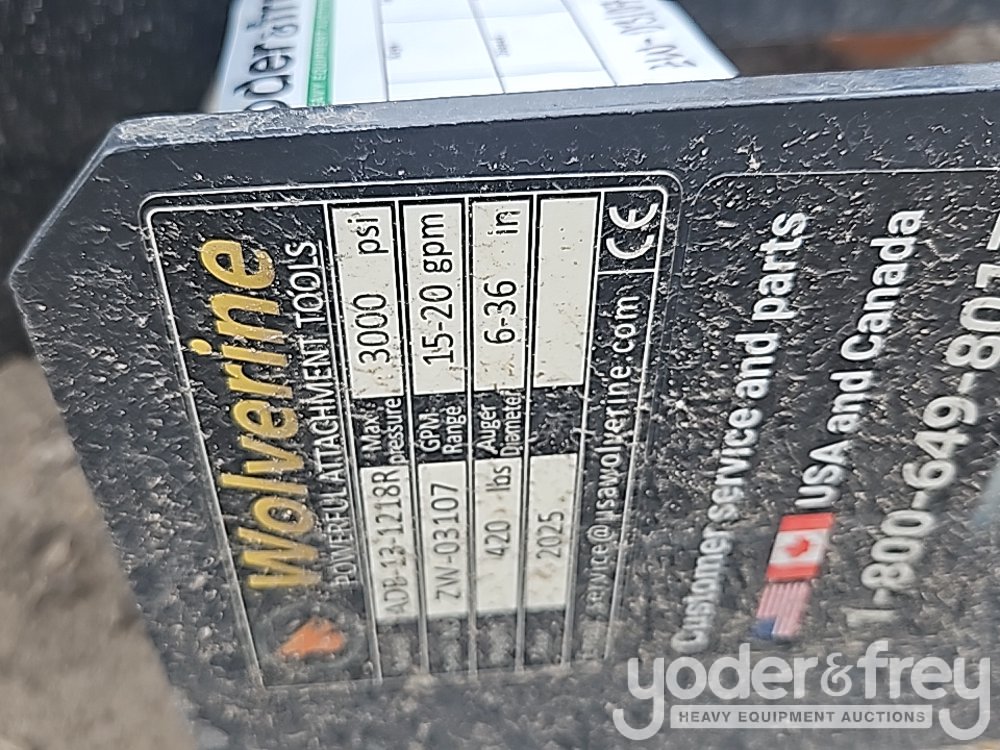 Wolverine
POWERFUL ATTACHMENT TOOLS
ADB-13-1218R Max pressure 3000 psi
ZW-03107 GPM Range 15-20 gpm
420 lbs Auger Diameter 6-36 in
2025
service@usawolverine.com CE
Customer service and parts
USA and Canada
1-800-649-807
yoder&frey
HEAVY EQUIPMENT AUCTIONS